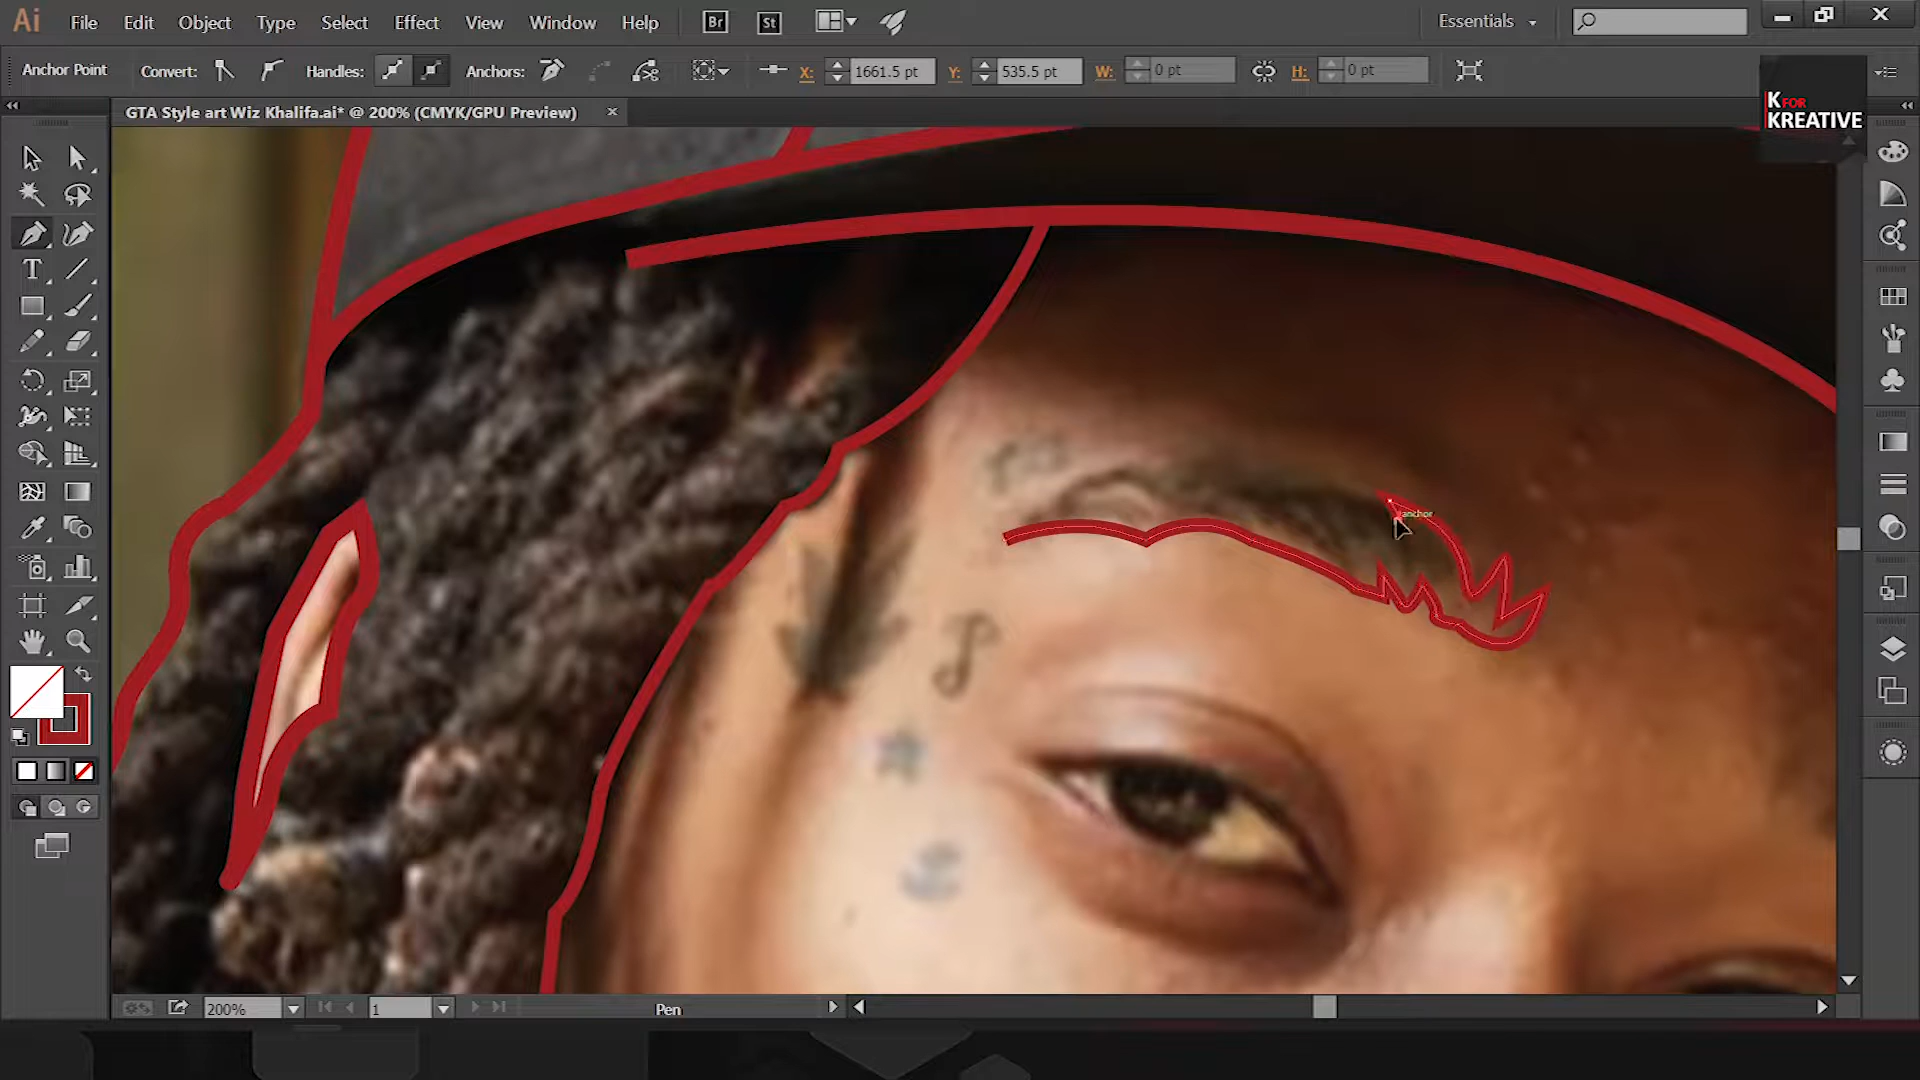 Ai File Edit Object Type Select Effect View Window Help Br St Essentials
Anchor Point Convert: Handles: Anchors: X: 1661.5 pt Y: 535.5 pt W: 0 pt H: 0 pt
K FOR
KREATIVE
GTA Style art Wiz Khalifa.ai* @ 200% (CMYK/GPU Preview)
anchor
T
200% 1 Pen